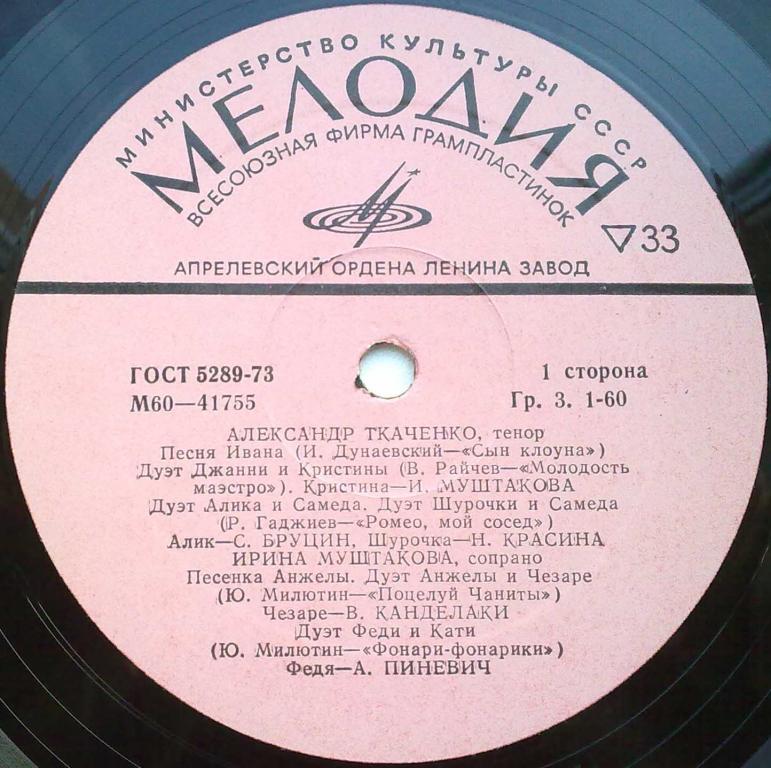 МИНИСТЕРСТВО КУЛЬТУРЫ СССР
МЕЛОДИЯ
ВСЕСОЮЗНАЯ ФИРМА ГРАМПЛАСТИНОК
▽33
АПРЕЛЕВСКИЙ ОРДЕНА ЛЕНИНА ЗАВОД
ГОСТ 5289-73
1 сторона
М60—41755
Гр. 3. 1-60
АЛЕКСАНДР ТКАЧЕНКО, тенор
Песня Ивана (И. Дунаевский—«Сын клоуна»)
Дуэт Джанни и Кристины (В. Райчев—«Молодость
маэстро»). Кристина—И. МУШТАКОВА
Дуэт Алика и Самеда. Дуэт Шурочки и Самеда
(Р. Гаджиев—«Ромео, мой сосед»)
Алик—С. БРУЦИН, Шурочка—Н. КРАСИНА
ИРИНА МУШТАКОВА, сопрано
Песенка Анжелы. Дуэт Анжелы и Чезаре
(Ю. Милютин—«Поцелуй Чаниты»)
Чезаре—В. КАНДЕЛАКИ
Дуэт Феди и Кати
(Ю. Милютин—«Фонари-фонарики»)
Федя—А. ПИНЕВИЧ